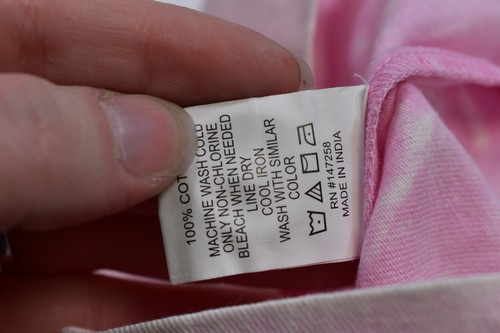 100% COT
MACHINE WASH COLD
ONLY NON-CHLORINE
BLEACH WHEN NEEDED
LINE DRY
COOL IRON
WASH WITH SIMILAR
COLOR
RN #147258
MADE IN INDIA